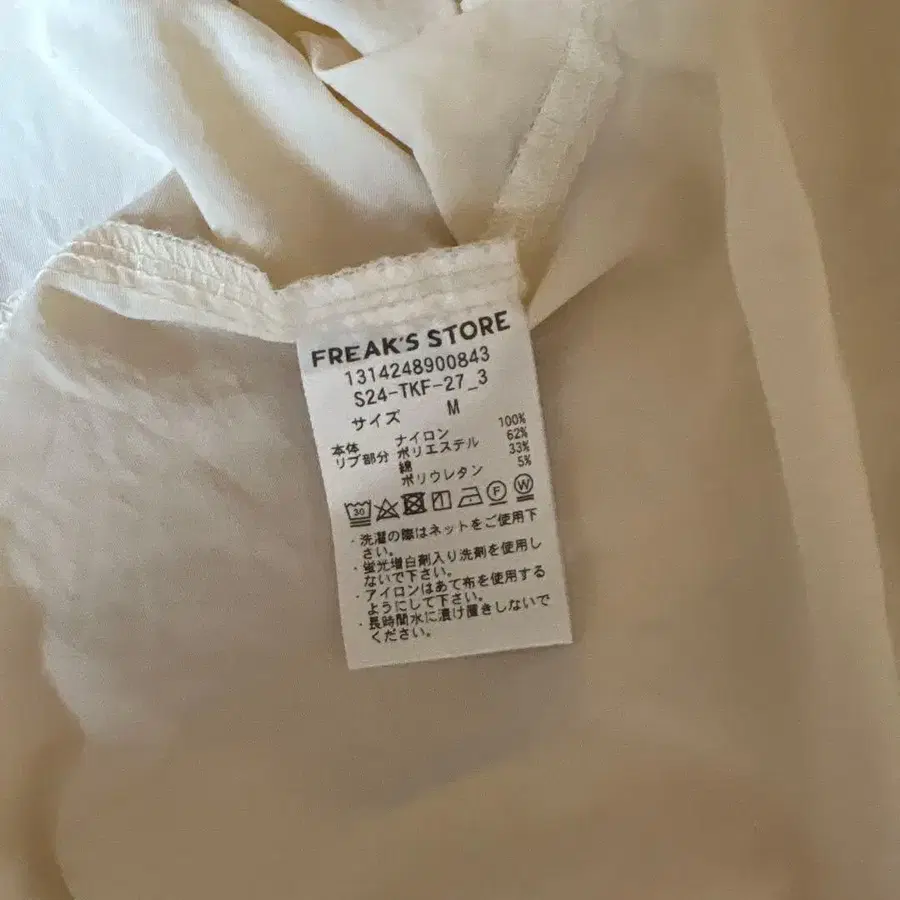 FREAK'S STORE
1314248900843
S24-TKF-27_3
サイズ M
本体 ナイロン 100%
リブ部分 ポリエステル 62%
綿 33%
ポリウレタン 5%
30 F W
・洗濯の際はネットをご使用下
さい。
・蛍光増白剤入り洗剤を使用し
ないで下さい。
・アイロンはあて布を使用する
ようにして下さい。
・長時間水に漬け置きしないで
ください。